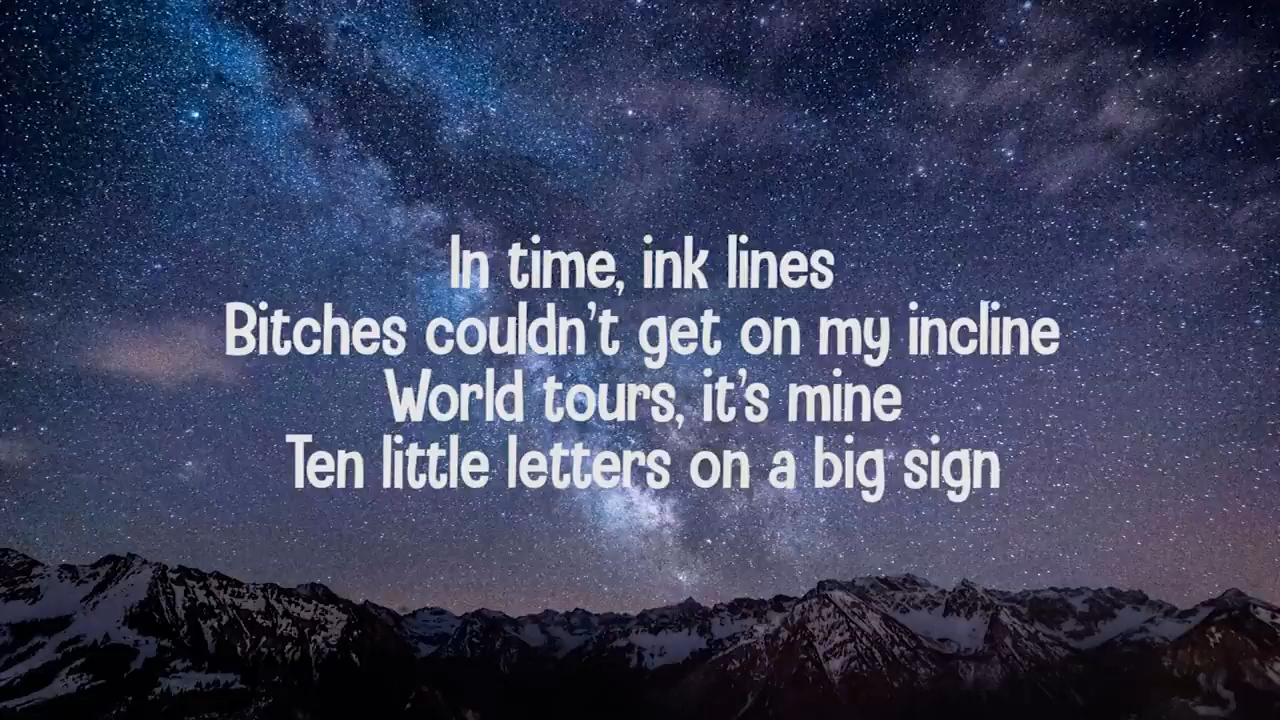 In time, ink lines
Bitches couldn't get on my incline
World tours, it's mine
Ten little letters on a big sign